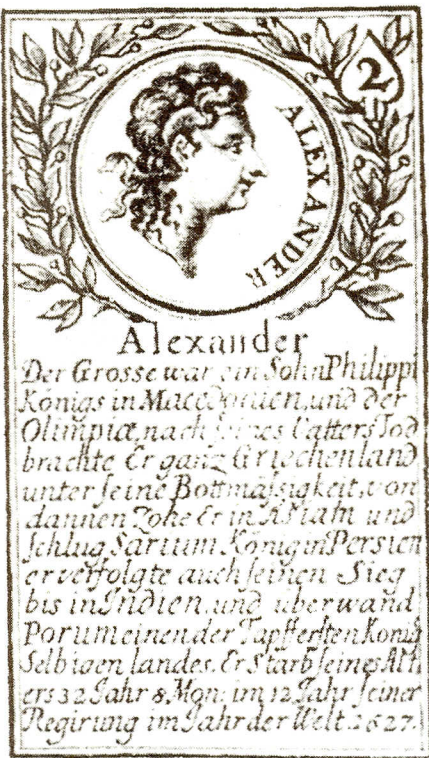 2
ALEXANDER
Alexander
Der Grosse war ein Sohn Philippi
Königs in Macedonien, und der
Olimpiæ, nach seines Vatters Tod
brachte Er ganz Griechenland
unter seine Bottmässigkeit, von
dannen Zohe Er in ASiam und
schlug Darium König in Persien
er verfolgte auch seinen Sieg
bis in Indien, und überwand
Porum einen der Tapffersten König
Selbigen landes. Er Starb seines Alt
ers 32 Jahr 8. Mon: im 12 Jahr seiner
Regirung im Jahr der Welt. 2627.